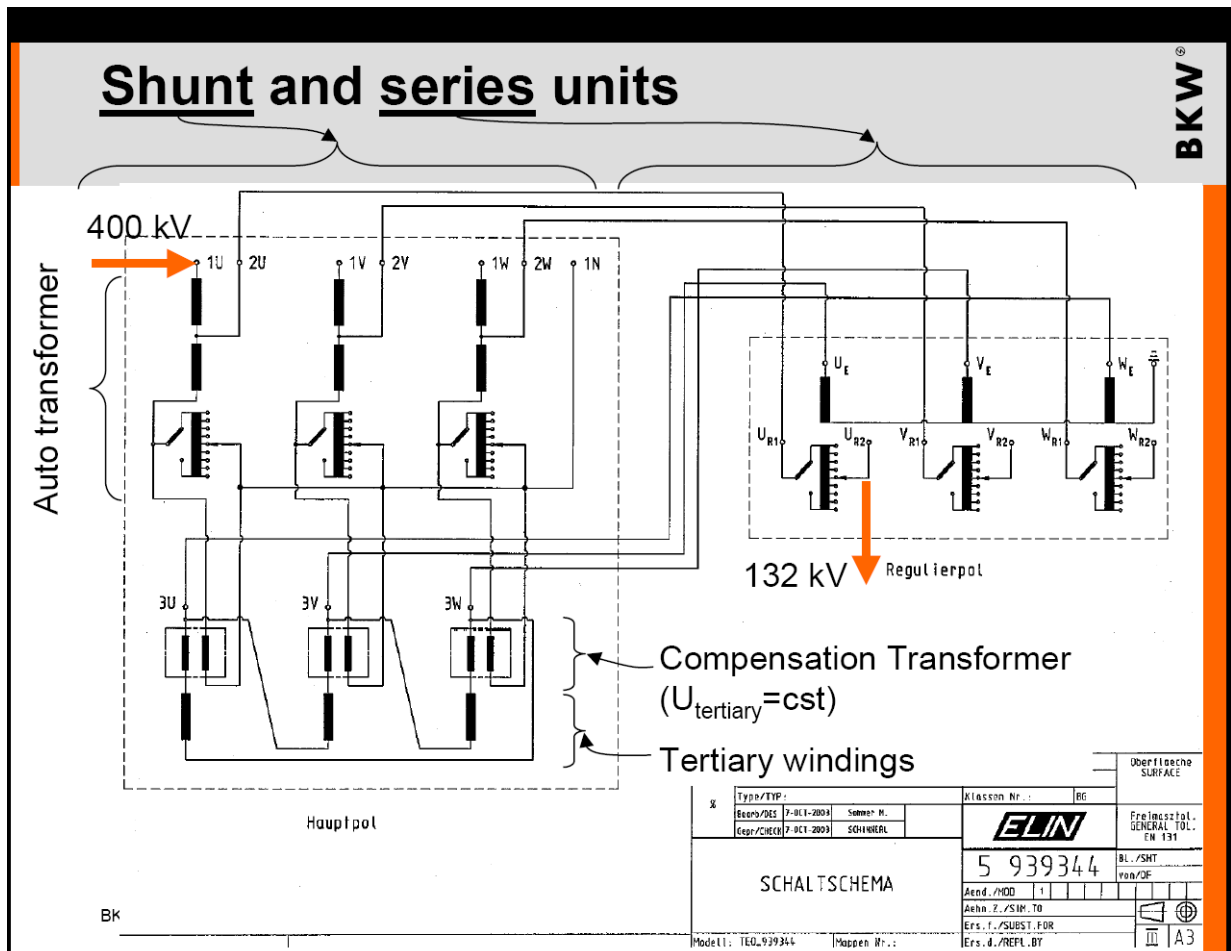 Shunt and series units
BKW®
400 kV
Auto transformer
1U 2U 1V 2V 1W 2W 1N
UE VE WE
UR1 UR2 VR1 VR2 WR1 WR2
132 kV
Regulierpol
3U 3V 3W
Compensation Transformer
(Utertiary=cst)
Tertiary windings
Hauptpol
BK
Oberflaeche
SURFACE
Freimasztol.
GENERAL TOL.
EN 131
%
Type/TYP:
Bearb/DES 7-OCT-2003 Sommer M.
Gepr/CHECK 7-OCT-2003 SCHINNERL
Klassen Nr.: BG
ELIN
SCHALTSCHEMA
5 939344
BL./SHT
von/OF
Aend./MOD 1
Aehn.Z./SIM.TO
Ers.f./SUBST.FOR
Ers.d./REPL.BY
III A3
Modell: TEO_939344 Mappen Nr.: